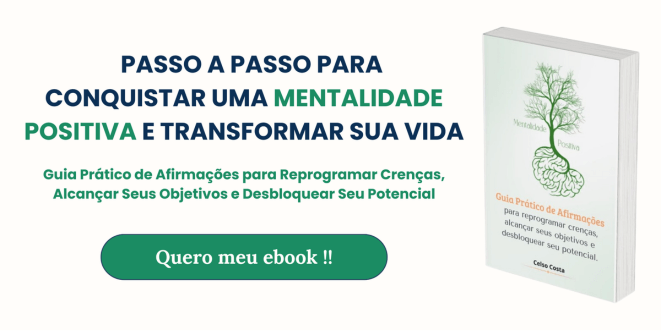 PASSO A PASSO PARA
CONQUISTAR UMA MENTALIDADE
POSITIVA E TRANSFORMAR SUA VIDA
Guia Prático de Afirmações para Reprogramar Crenças,
Alcançar Seus Objetivos e Desbloquear Seu Potencial
Quero meu ebook !!
Mentalidade
Positiva
Guia Prático de Afirmações
para reprogramar crenças,
alcançar seus objetivos e
desbloquear seu potencial.
Celso Costa